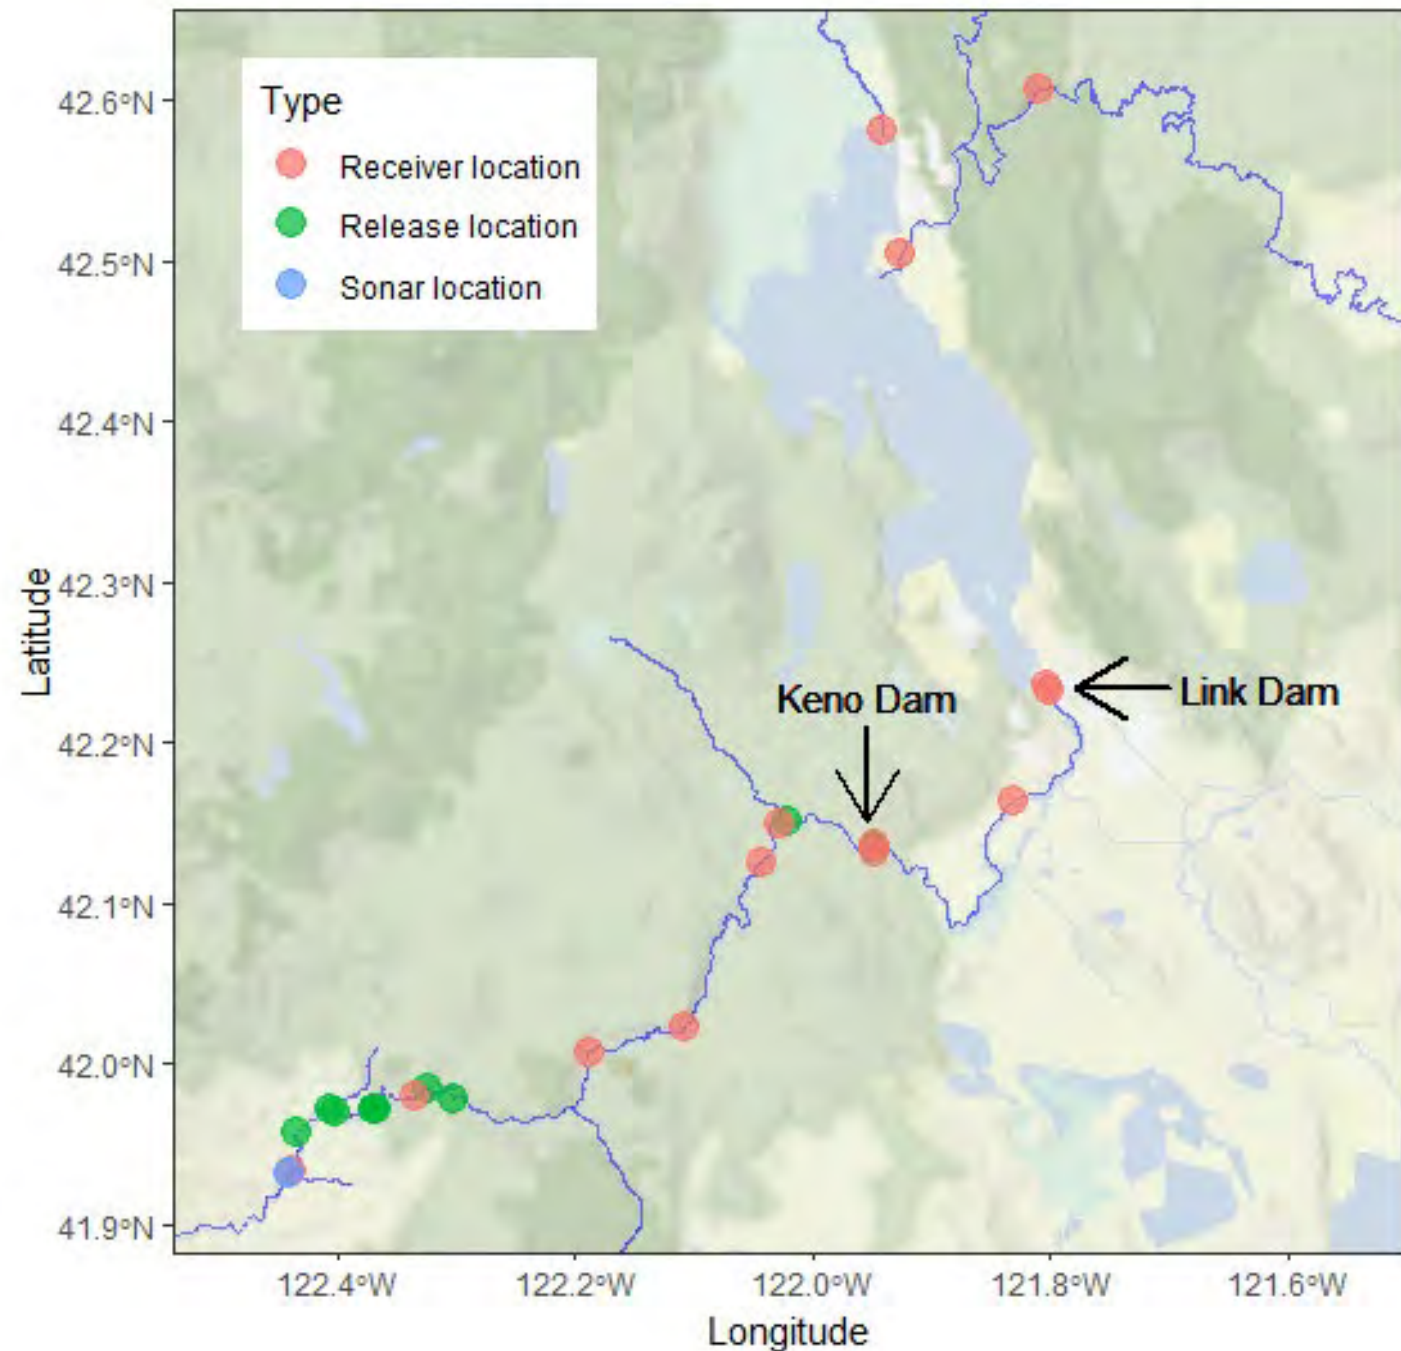 Type
Receiver location
Release location
Sonar location
42.6°N
42.5°N
42.4°N
42.3°N
42.2°N
42.1°N
42.0°N
41.9°N
Latitude
Keno Dam
Link Dam
122.4°W
122.2°W
122.0°W
121.8°W
121.6°W
Longitude